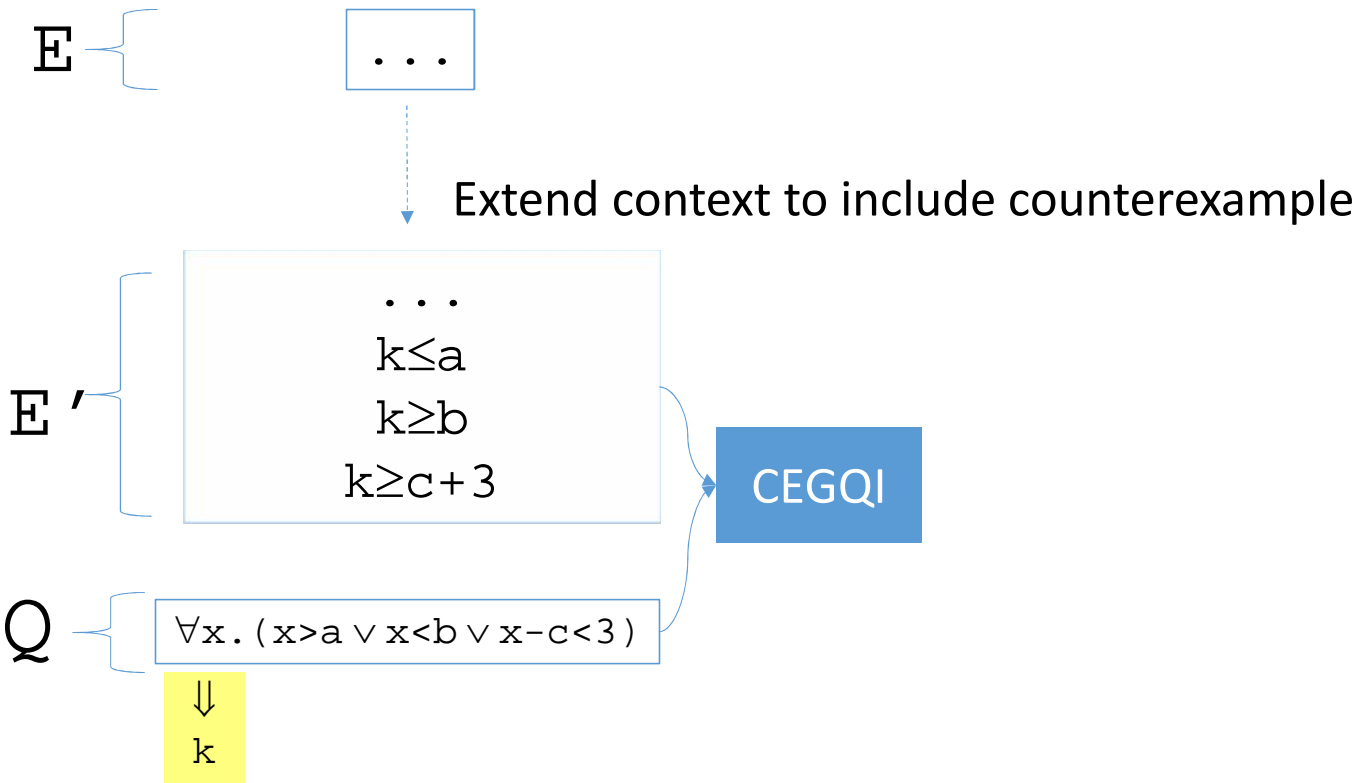 E
...
Extend context to include counterexample
E'
...
k≤a
k≥b
k≥c+3
CEGQI
Q
∀x.(x>a∨x<b∨x-c<3)
⇓
k